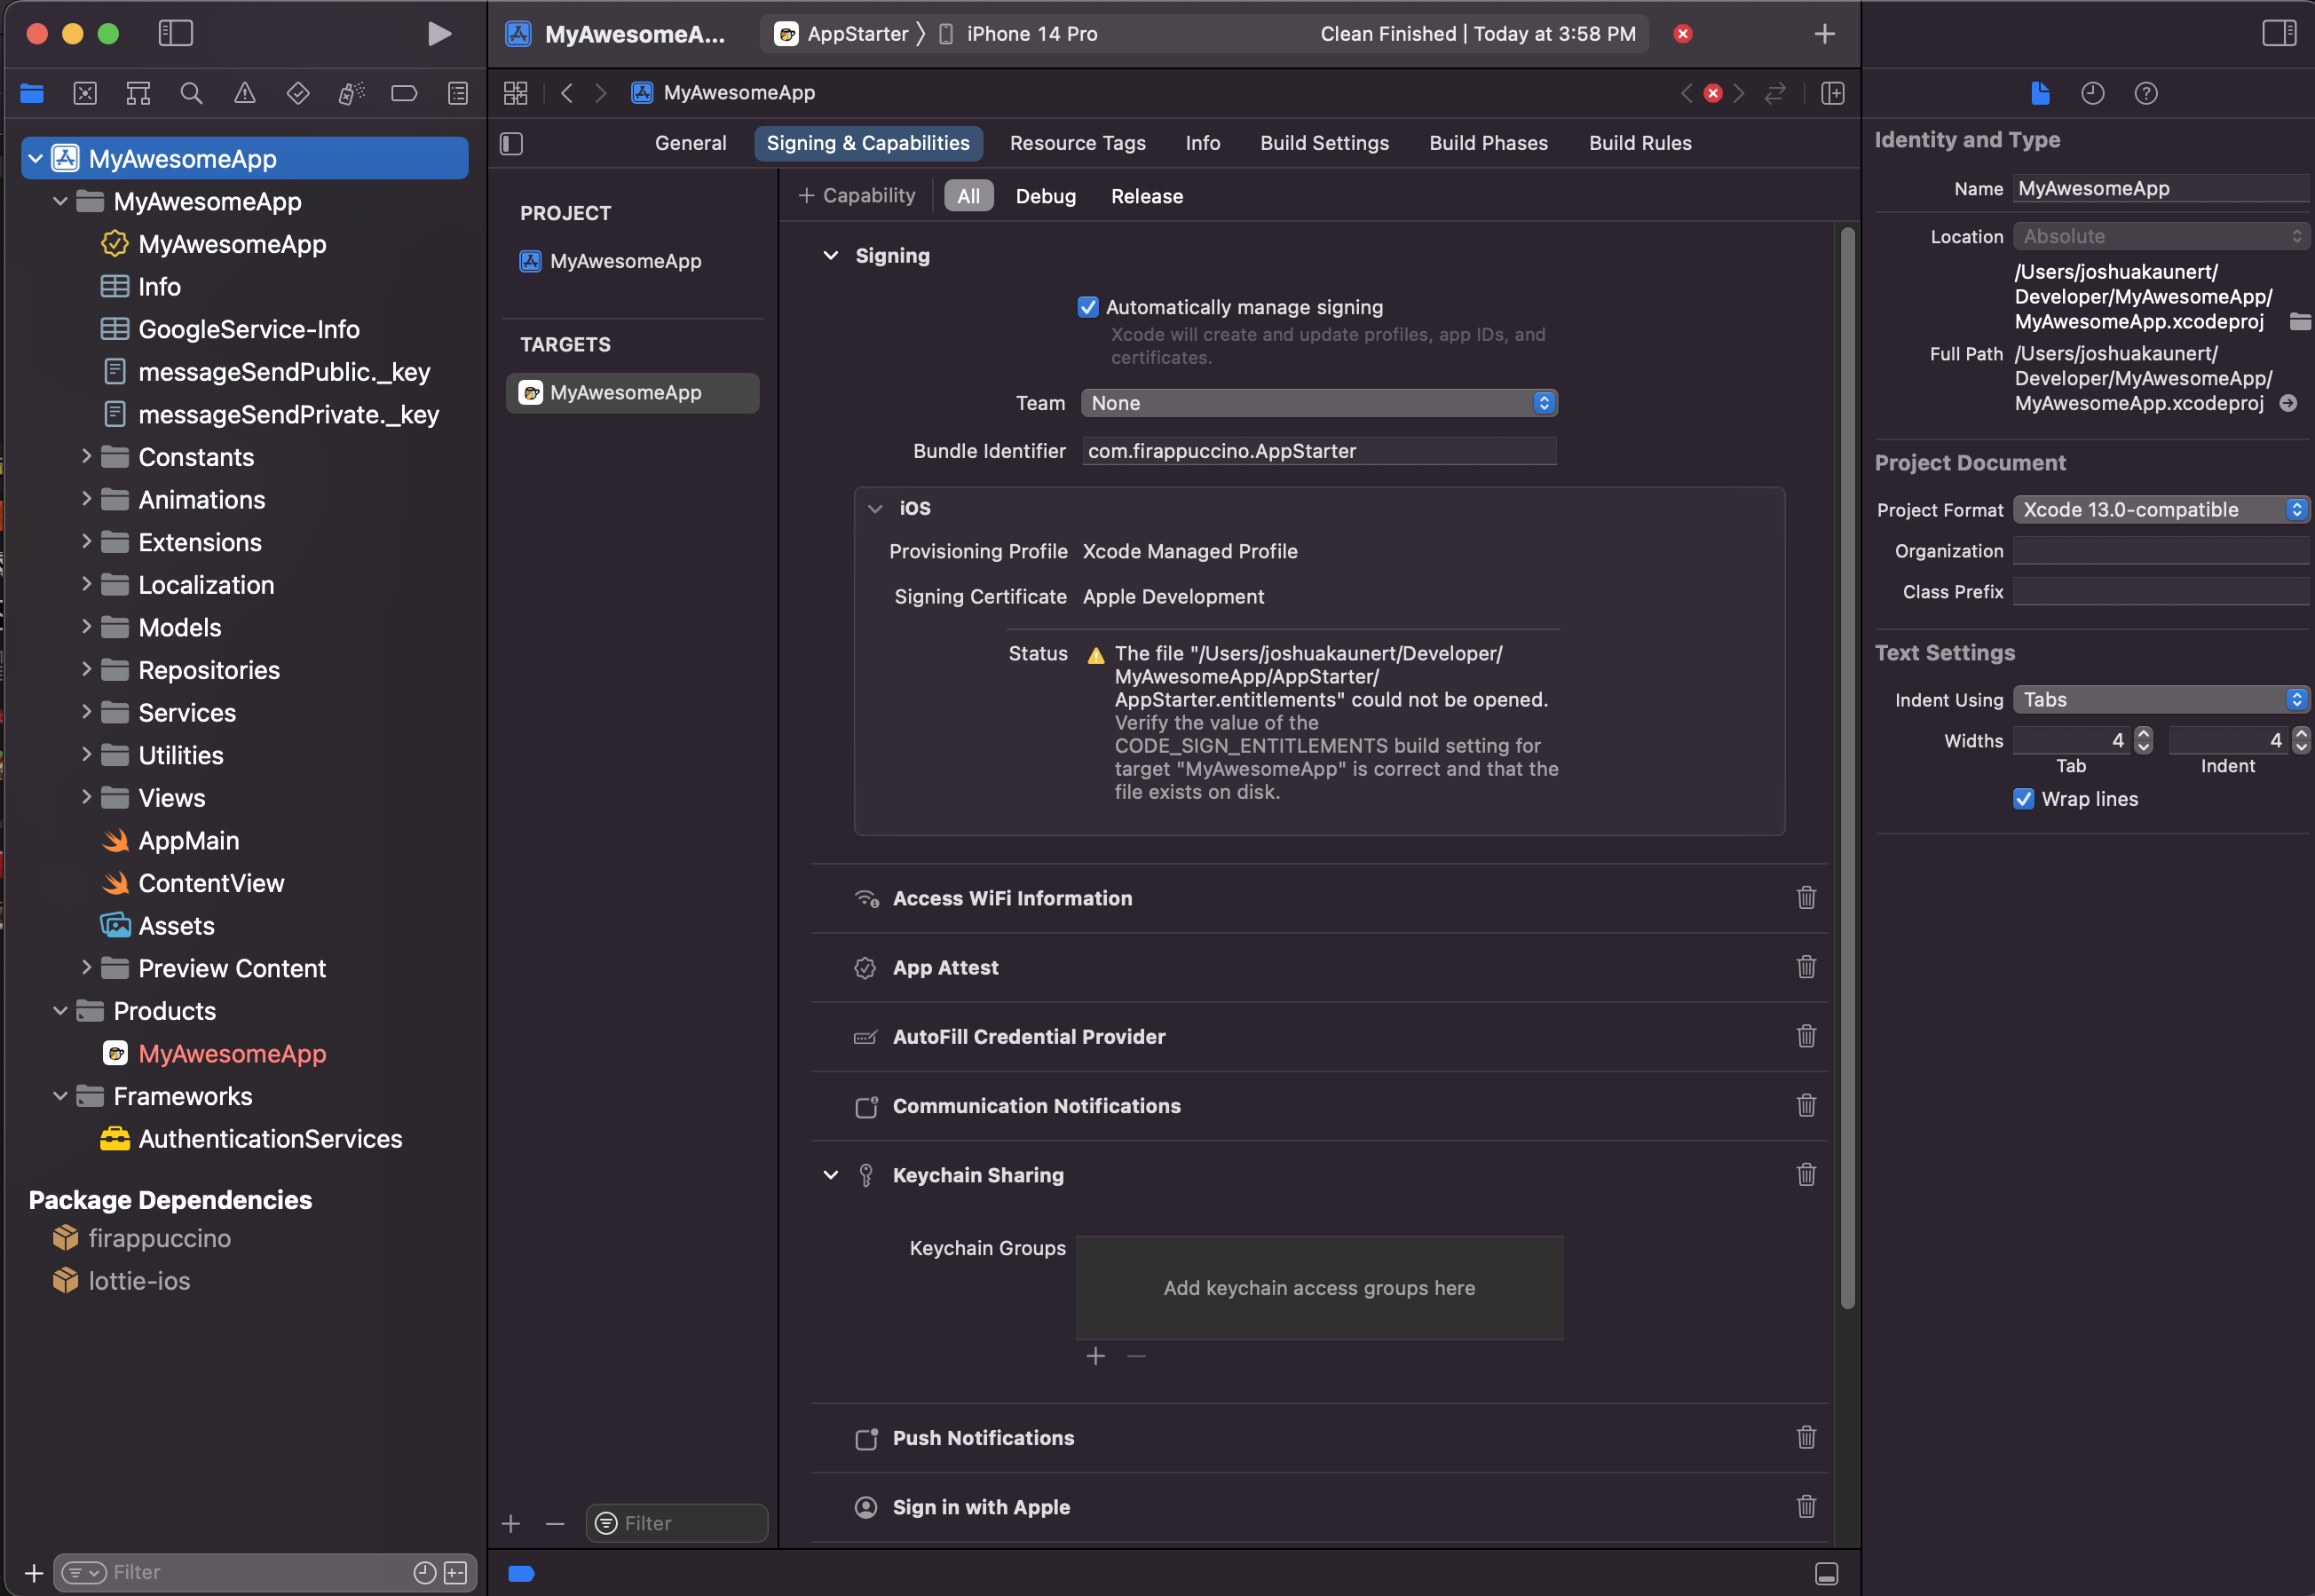 MyAwesomeA...
AppStarter
iPhone 14 Pro
Clean Finished | Today at 3:58 PM
MyAwesomeApp
General
Signing & Capabilities
Resource Tags
Info
Build Settings
Build Phases
Build Rules
MyAwesomeApp
MyAwesomeApp
MyAwesomeApp
Info
GoogleService-Info
messageSendPublic._key
messageSendPrivate._key
Constants
Animations
Extensions
Localization
Models
Repositories
Services
Utilities
Views
AppMain
ContentView
Assets
Preview Content
Products
MyAwesomeApp
Frameworks
AuthenticationServices
Package Dependencies
firappuccino
lottie-ios
Filter
PROJECT
MyAwesomeApp
TARGETS
MyAwesomeApp
Filter
+ Capability
All
Debug
Release
Signing
Automatically manage signing
Xcode will create and update profiles, app IDs, and
certificates.
Team None
Bundle Identifier com.firappuccino.AppStarter
iOS
Provisioning Profile Xcode Managed Profile
Signing Certificate Apple Development
Status The file "/Users/joshuakaunert/Developer/
MyAwesomeApp/AppStarter/
AppStarter.entitlements" could not be opened.
Verify the value of the
CODE_SIGN_ENTITLEMENTS build setting for
target "MyAwesomeApp" is correct and that the
file exists on disk.
Access WiFi Information
App Attest
AutoFill Credential Provider
Communication Notifications
Keychain Sharing
Keychain Groups
Add keychain access groups here
Push Notifications
Sign in with Apple
Identity and Type
Name MyAwesomeApp
Location Absolute
/Users/joshuakaunert/
Developer/MyAwesomeApp/
MyAwesomeApp.xcodeproj
Full Path /Users/joshuakaunert/
Developer/MyAwesomeApp/
MyAwesomeApp.xcodeproj
Project Document
Project Format Xcode 13.0-compatible
Organization
Class Prefix
Text Settings
Indent Using Tabs
Widths 4 4
Tab Indent
Wrap lines